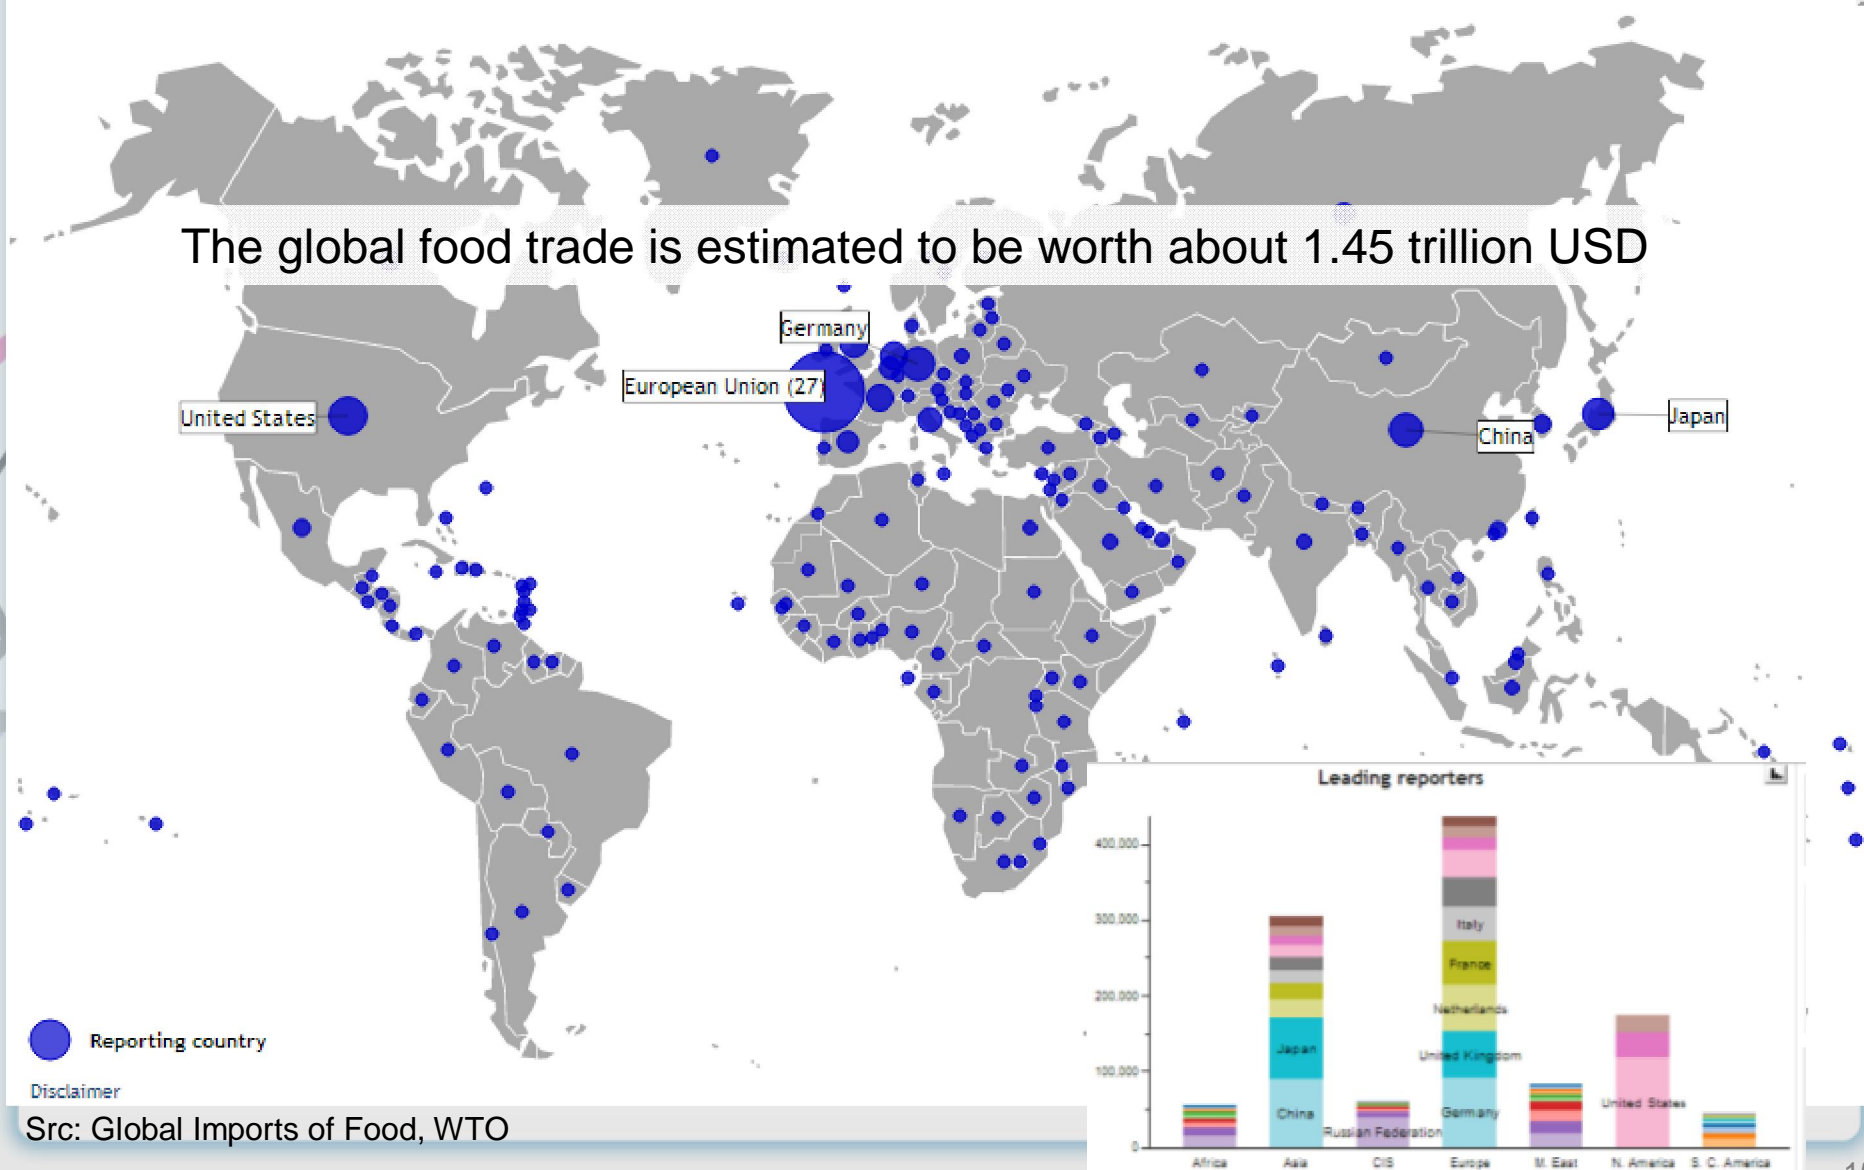 The global food trade is estimated to be worth about 1.45 trillion USD
Germany
European Union (27)
United States
China
Japan
Reporting country
Disclaimer
Src: Global Imports of Food, WTO
Leading reporters
400,000
300,000
200,000
100,000
0
Italy
France
Netherlands
Japan
United Kingdom
China
Germany
United States
Russian Federation
Africa
Asia
CIS
Europe
M. East
N. America
S. C. America